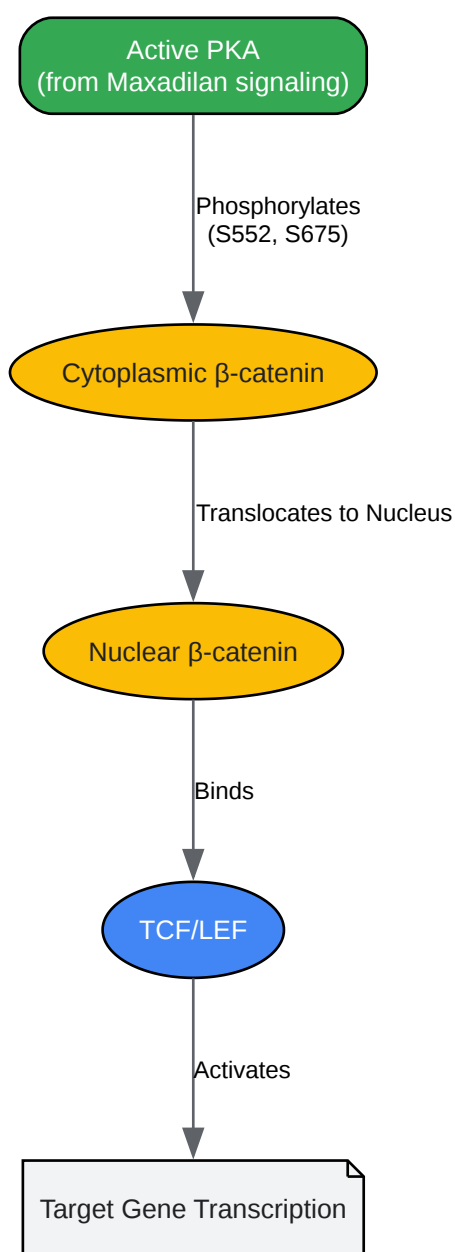 Active PKA
(from Maxadilan signaling)
Phosphorylates
(S552, S675)
Cytoplasmic β-catenin
Translocates to Nucleus
Nuclear β-catenin
Binds
TCF/LEF
Activates
Target Gene Transcription